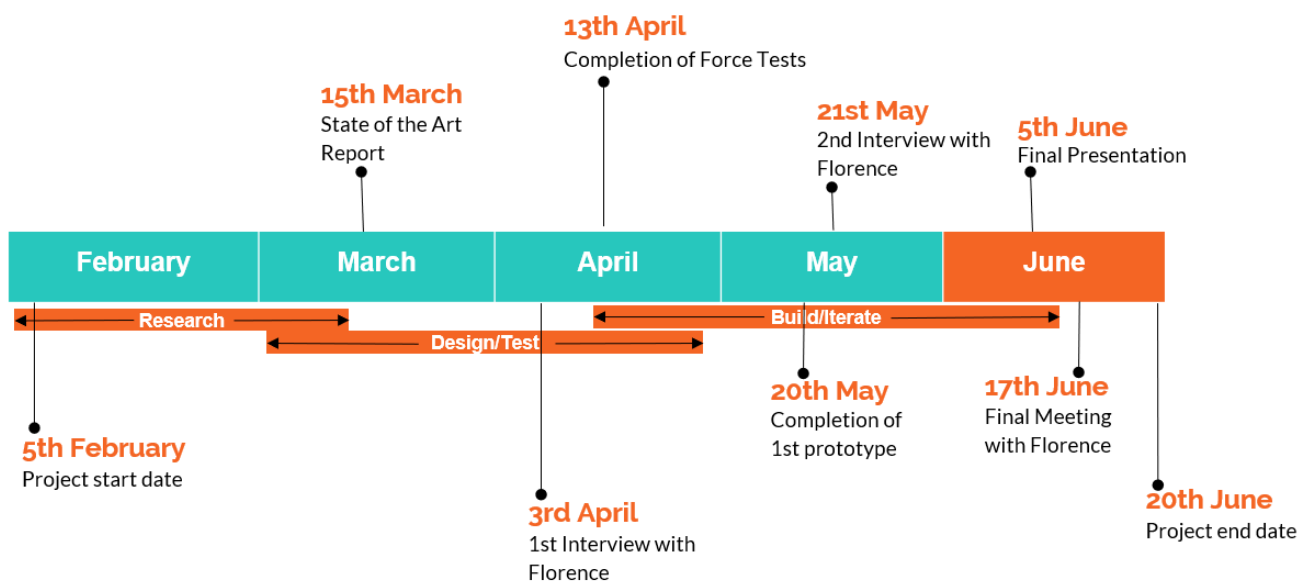 13th April
Completion of Force Tests
15th March
State of the Art
Report
21st May
2nd Interview with
Florence
5th June
Final Presentation
February
March
April
May
June
Research
Build/Iterate
Design/Test
5th February
Project start date
20th May
Completion of
1st prototype
17th June
Final Meeting
with Florence
3rd April
1st Interview with
Florence
20th June
Project end date